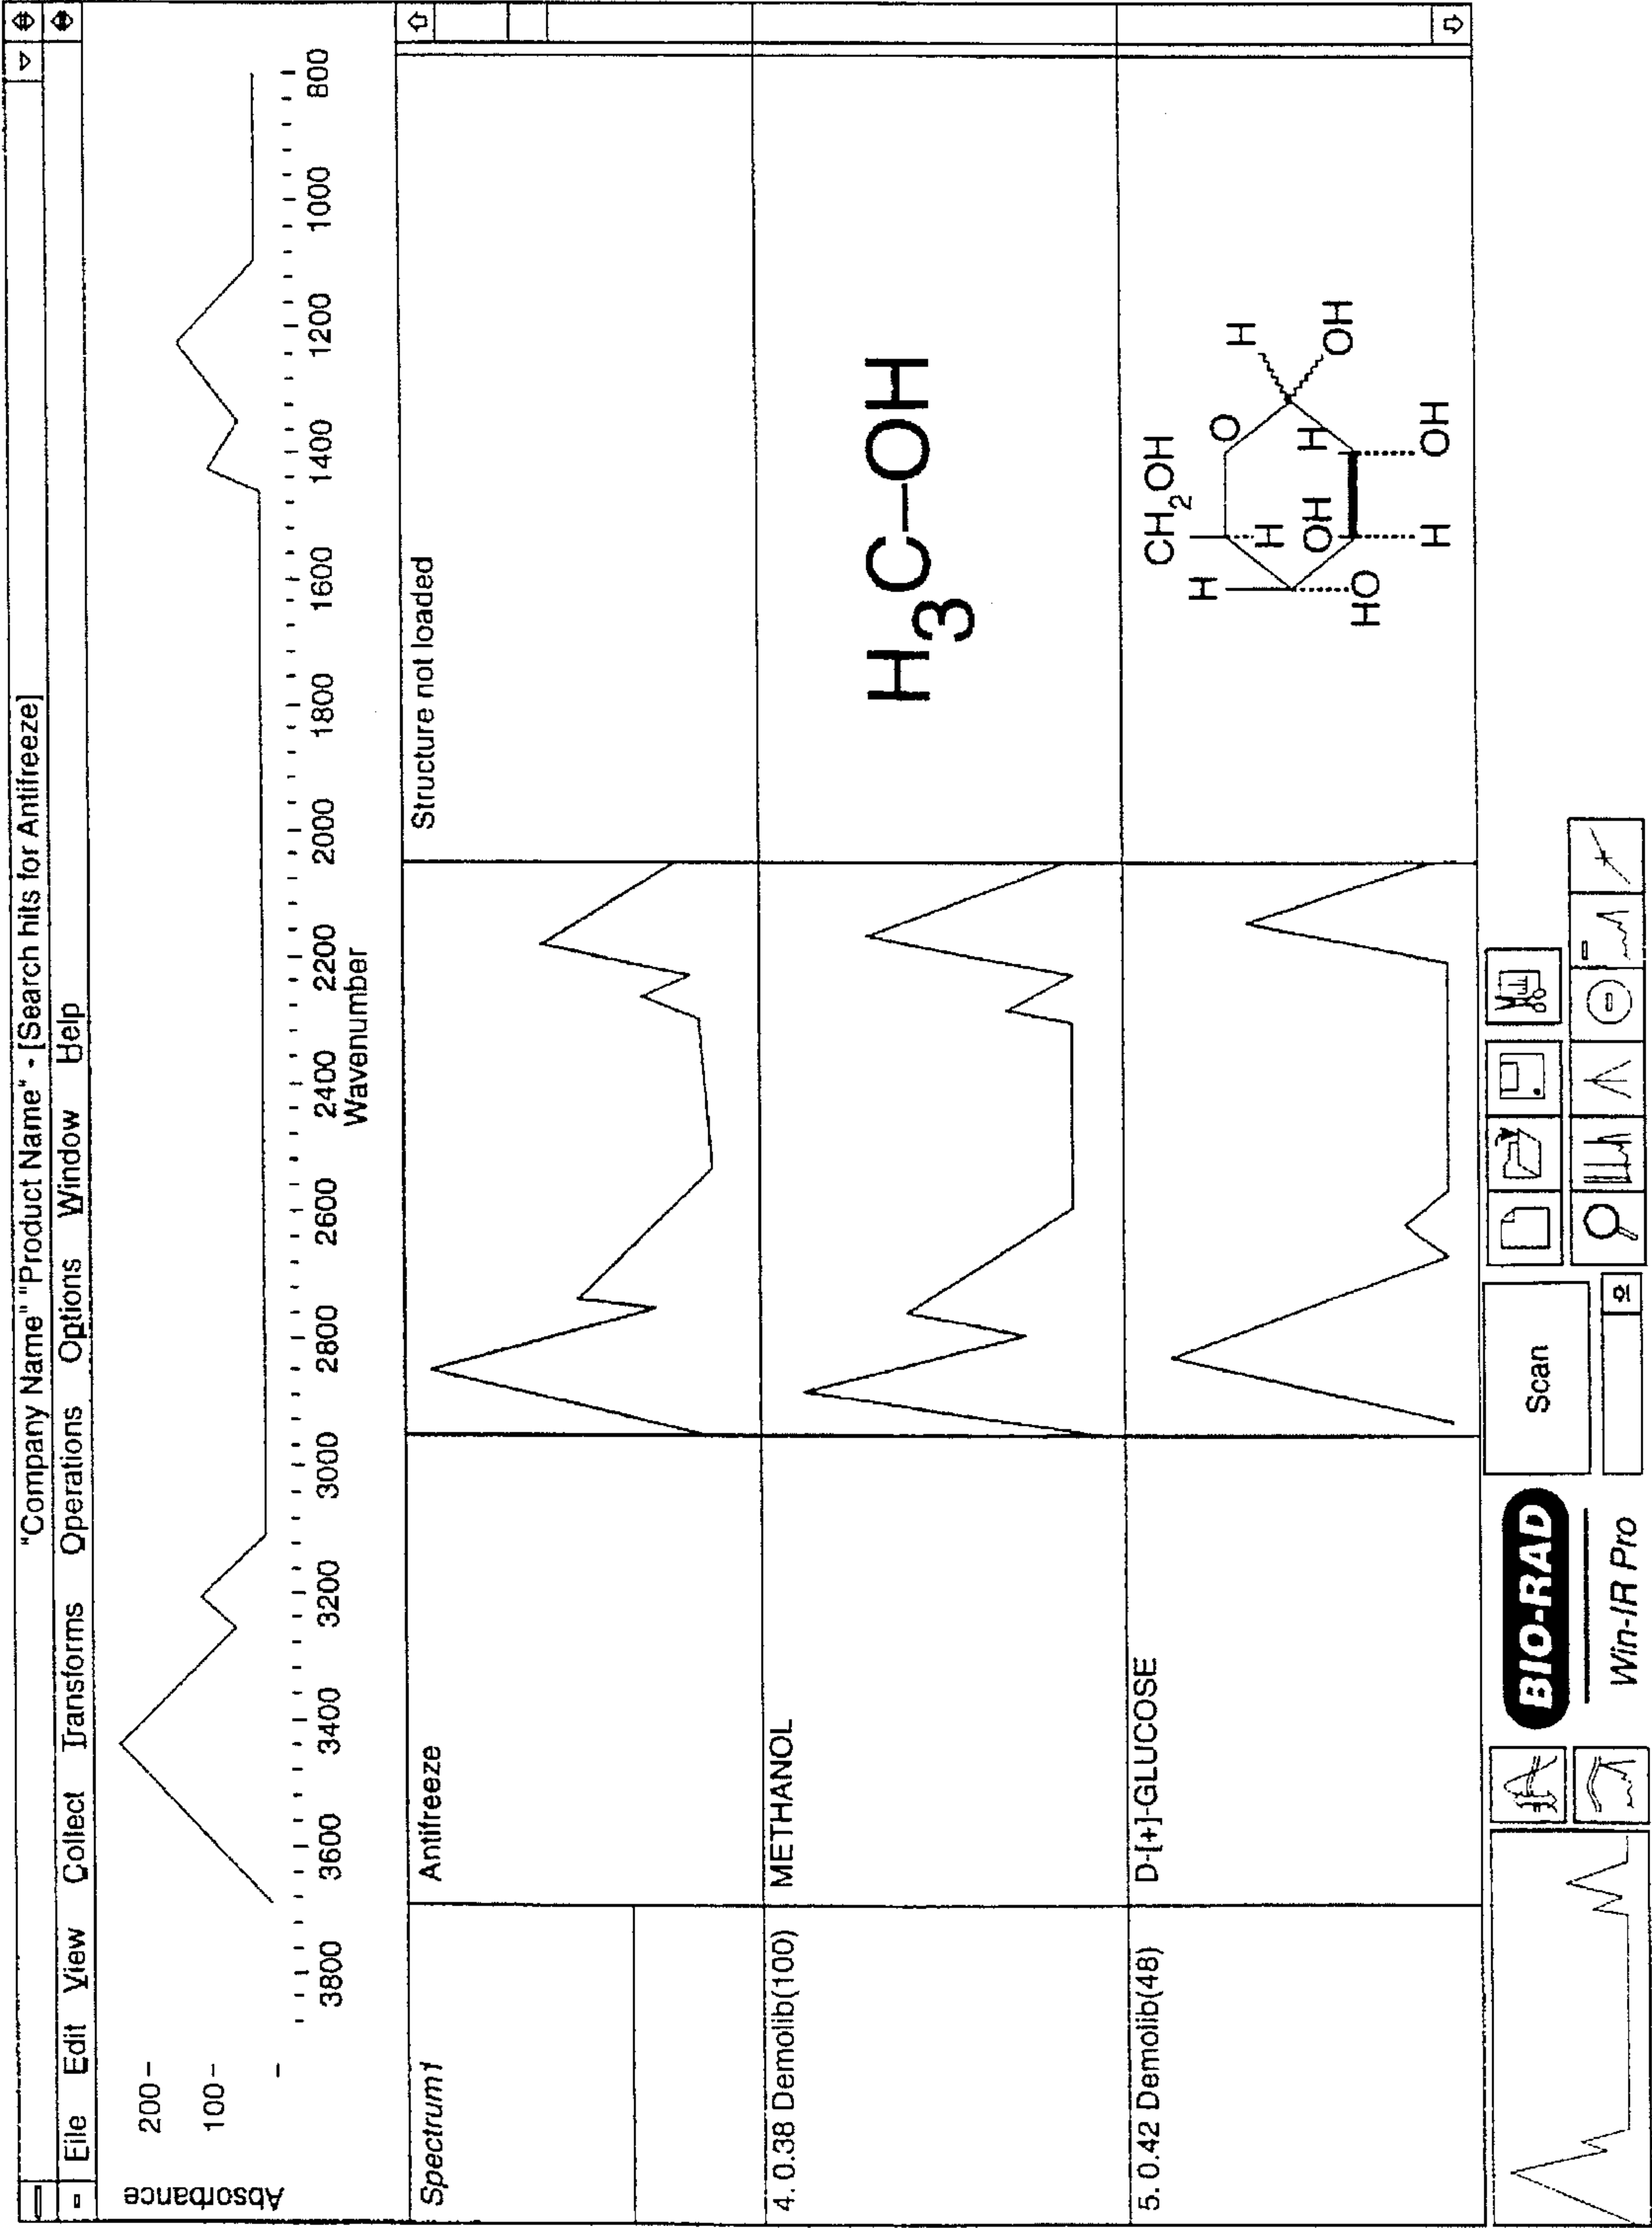 "Company Name" "Product Name" - [Search hits for Antifreeze]
File Edit View Collect Transforms Operations Options Window Help
Absorbance
200
100
3800 3600 3400 3200 3000 2800 2600 2400 2200 2000 1800 1600 1400 1200 1000 800
Wavenumber
Spectrum1 Antifreeze Structure not loaded
4. 0.38 Demolib(100) METHANOL H3C-OH
5. 0.42 Demolib(48) D-[+]-GLUCOSE
CH2OH
H O H
H
OH H
HO OH
H OH
BIO-RAD
Win-IR Pro
Scan